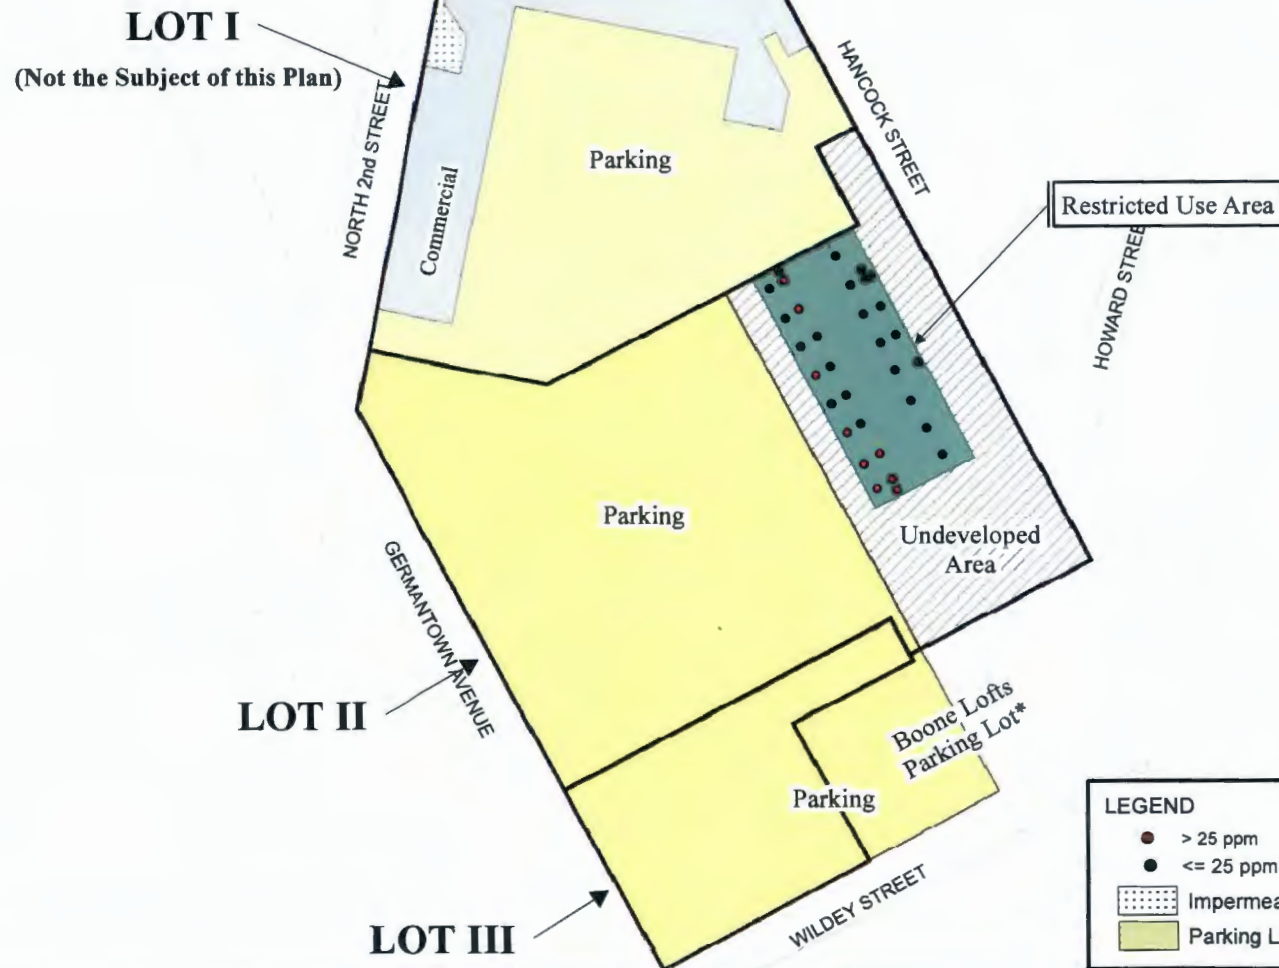 LOT I
(Not the Subject of this Plan)
NORTH 2nd STREET
Commercial
Parking
HANCOCK STREET
Restricted Use Area
HOWARD
Parking
Undeveloped
Area
GERMANTOWN AVENUE
LOT II
Boone Lofts
Parking Lot*
Parking
LOT III
WILDEY STREET
LEGEND
> 25 ppm
<= 25 ppm
Parking